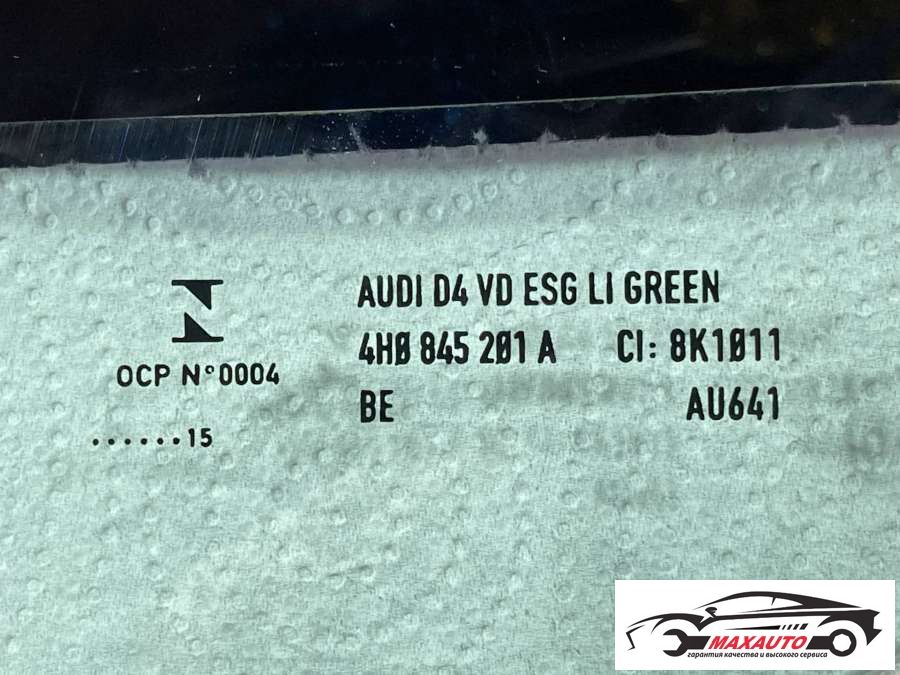 AUDI D4 VD ESG LI GREEN
4H0 845 201 A CI: 8K1011
OCP N°0004
BE AU641
......15
MAXAUTO
гарантия качества и высокого сервиса